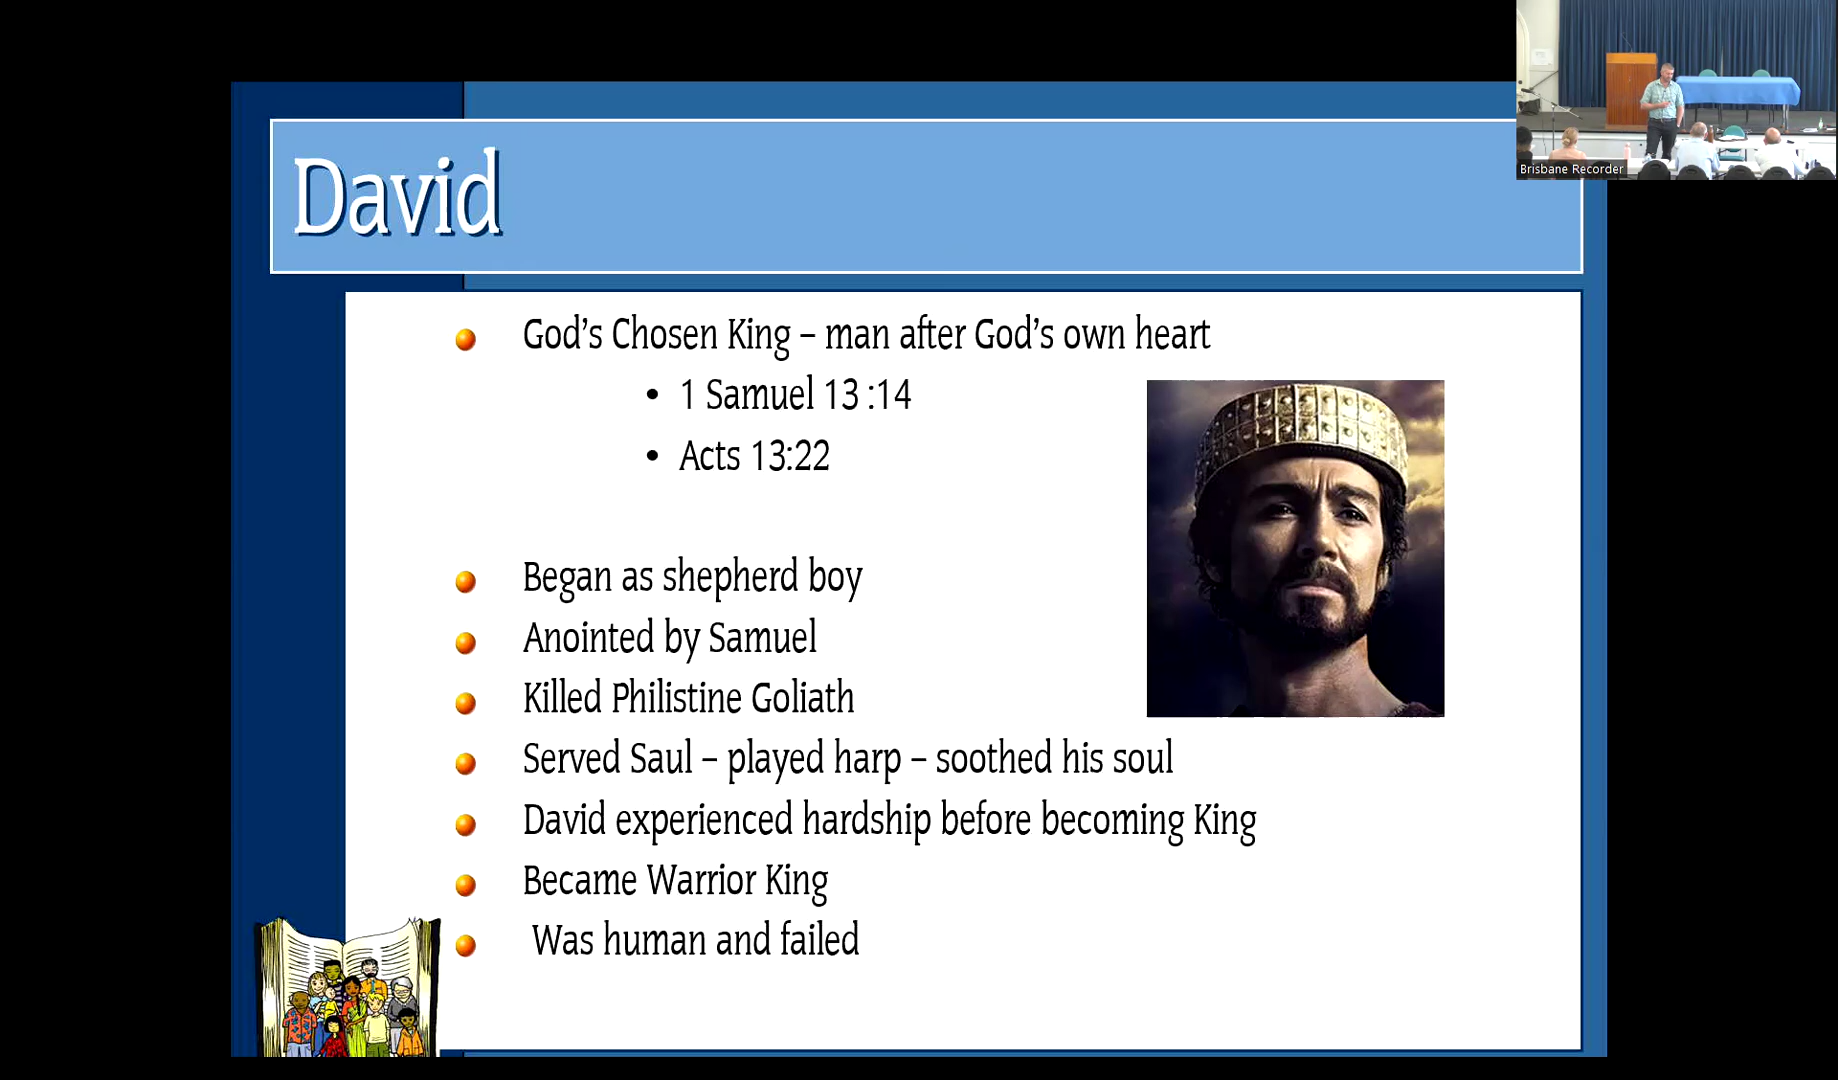 David
God’s Chosen King – man after God’s own heart
• 1 Samuel 13 :14
• Acts 13:22
Began as shepherd boy
Anointed by Samuel
Killed Philistine Goliath
Served Saul – played harp – soothed his soul
David experienced hardship before becoming King
Became Warrior King
Was human and failed
Brisbane Recorder